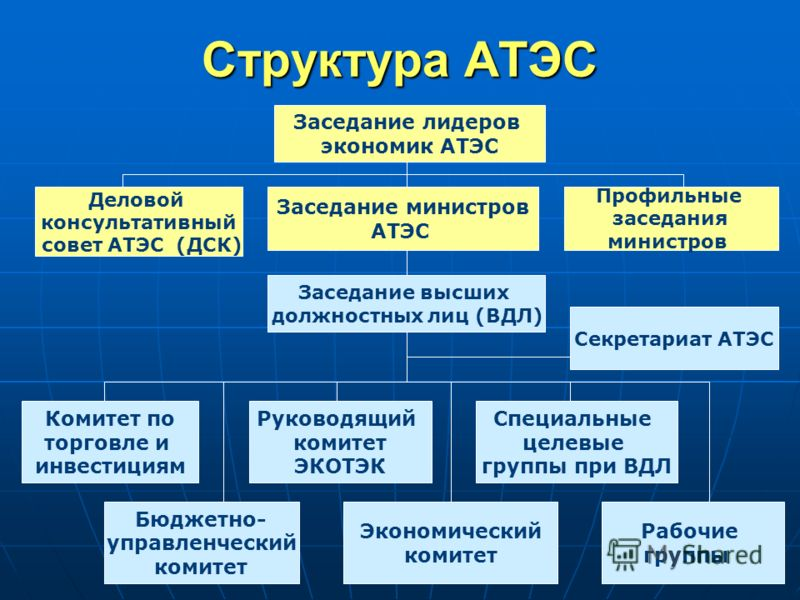 Структура АТЭС
Заседание лидеров
экономик АТЭС
Деловой
консультативный
совет АТЭС (ДСК)
Заседание министров
АТЭС
Профильные
заседания
министров
Заседание высших
должностных лиц (ВДЛ)
Секретариат АТЭС
Комитет по
торговле и
инвестициям
Руководящий
комитет
ЭКОТЭК
Специальные
целевые
группы при ВДЛ
Бюджетно-
управленческий
комитет
Экономический
комитет
Рабочие
группы
MyShared